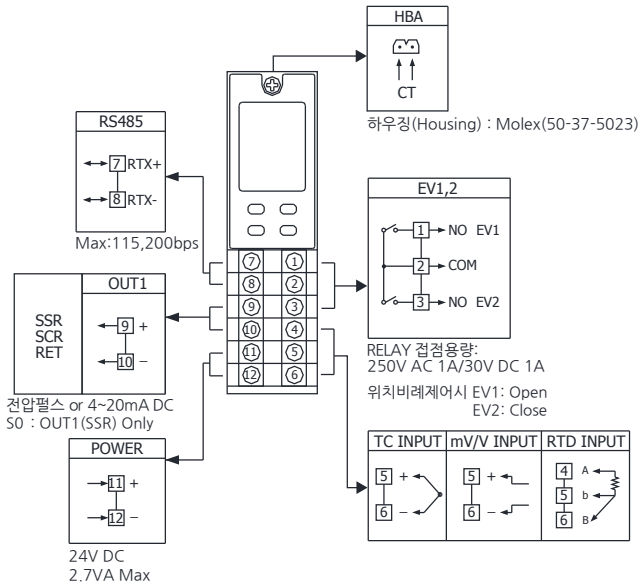 HBA
CT
하우징(Housing) : Molex(50-37-5023)
RS485
7 RTX+
8 RTX-
Max:115,200bps
EV1,2
1 NO EV1
2 COM
3 NO EV2
RELAY 접점용량:
250V AC 1A/30V DC 1A
위치비례제어시 EV1: Open
EV2: Close
7 1
8 2
9 3
10 4
11 5
12 6
OUT1
SSR
SCR
RET
9 +
10 −
전압펄스 or 4~20mA DC
S0 : OUT1(SSR) Only
POWER
11 +
12 −
24V DC
2.7VA Max
TC INPUT
5 +
6 −
mV/V INPUT
5 +
6 −
RTD INPUT
4 A
5 b
6 B